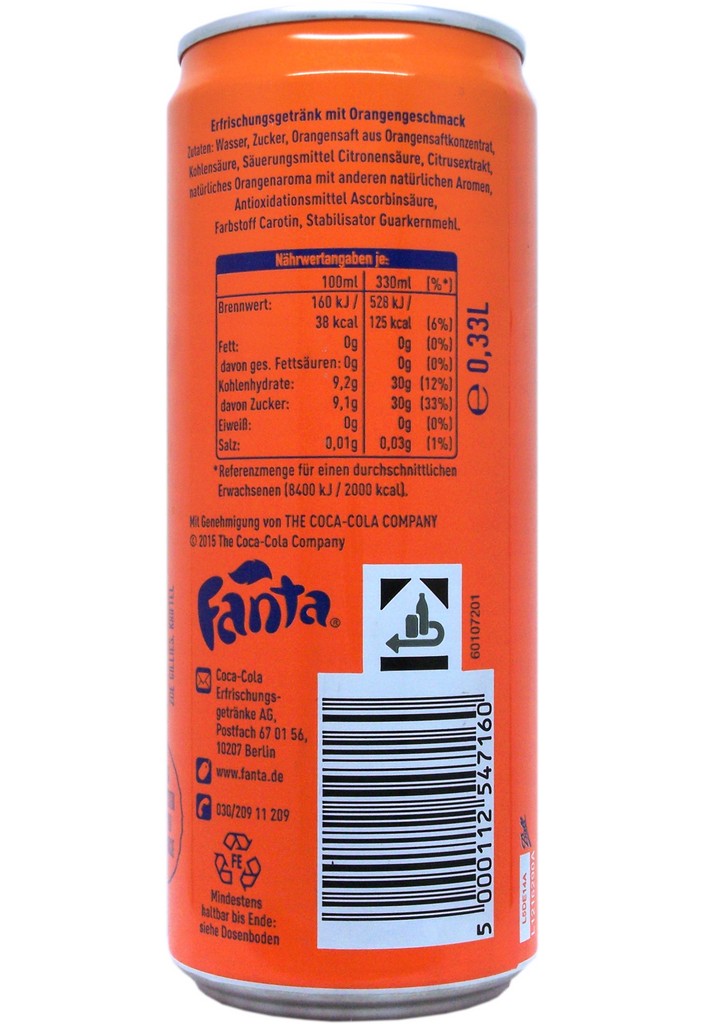 Erfrischungsgetränk mit Orangengeschmack
Zutaten: Wasser, Zucker, Orangensaft aus Orangensaftkonzentrat,
Kohlensäure, Säuerungsmittel Citronensäure, Citrusextrakt,
natürliches Orangenaroma mit anderen natürlichen Aromen,
Antioxidationsmittel Ascorbinsäure,
Farbstoff Carotin, Stabilisator Guarkernmehl.
Nährwertangaben je:
100ml 330ml (%*)
Brennwert: 160 kJ / 528 kJ /
38 kcal 125 kcal (6%)
Fett: 0g 0g (0%)
davon ges. Fettsäuren: 0g 0g (0%)
Kohlenhydrate: 9,2g 30g (12%)
davon Zucker: 9,1g 30g (33%)
Eiweiß: 0g 0g (0%)
Salz: 0,01g 0,03g (1%)
*Referenzmenge für einen durchschnittlichen
Erwachsenen (8400 kJ / 2000 kcal).
e 0,33L
Mit Genehmigung von THE COCA-COLA COMPANY
© 2015 The Coca-Cola Company
Fanta®
60107201
Coca-Cola
Erfrischungs-
getränke AG,
Postfach 67 01 56,
10207 Berlin
www.fanta.de
030/209 11 209
FE
Mindestens
haltbar bis Ende:
siehe Dosenboden
5 000112 547160
Ball
L5DE14A